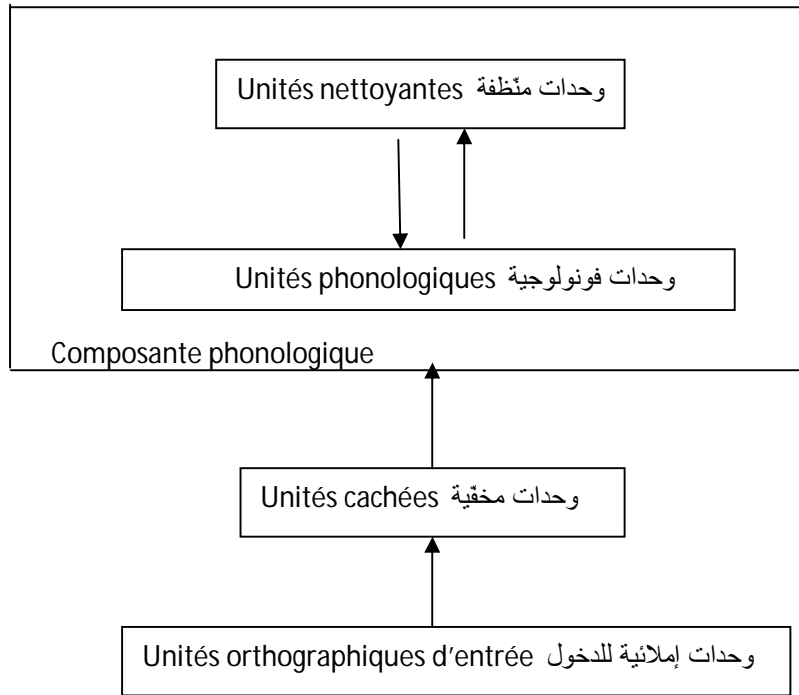 Unités nettoyantes وحدات منّظفة
Unités phonologiques وحدات فونولوجية
Composante phonologique
Unités cachées وحدات مخفّية
Unités orthographiques d'entrée وحدات إملائية للدخول